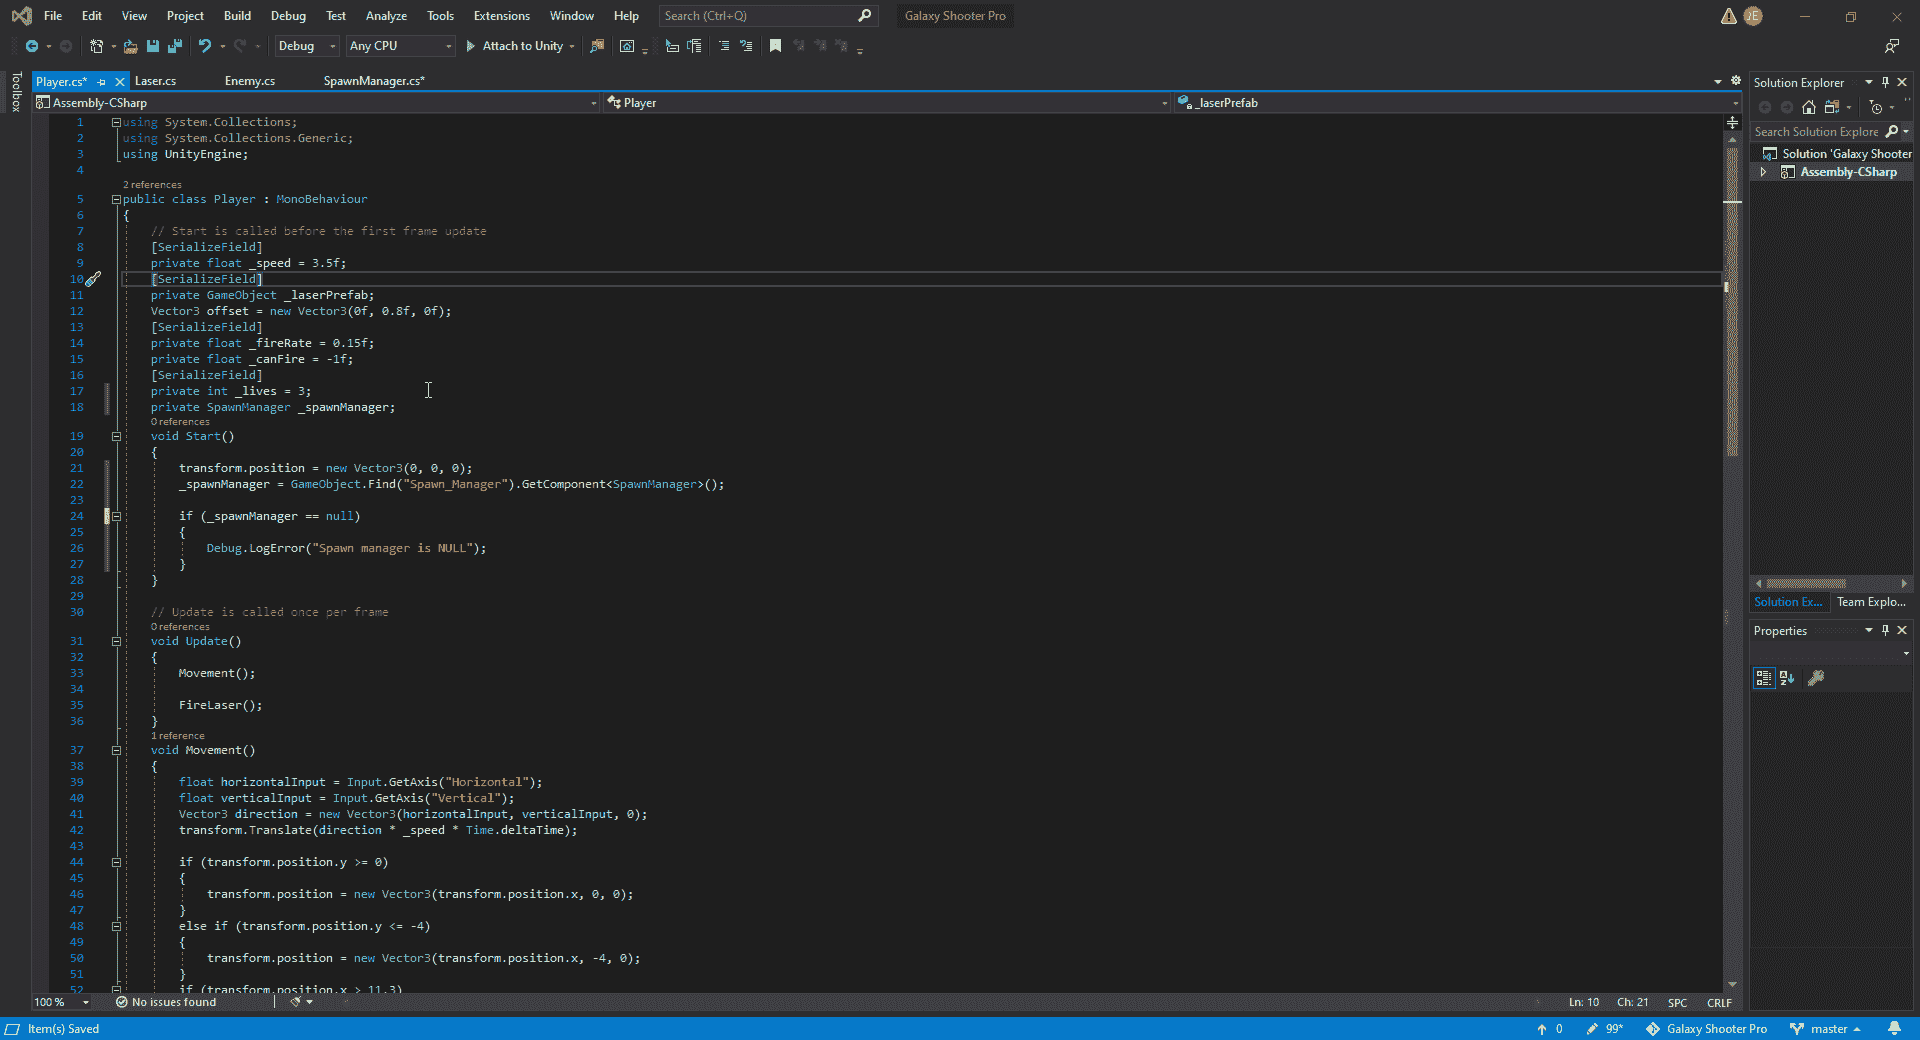 File Edit View Project Build Debug Test Analyze Tools Extensions Window Help Search (Ctrl+Q) Galaxy Shooter Pro
Debug Any CPU Attach to Unity
Toolbox
Player.cs* Laser.cs Enemy.cs SpawnManager.cs*
Assembly-CSharp Player _laserPrefab
1 using System.Collections;
2 using System.Collections.Generic;
3 using UnityEngine;
4
2 references
5 public class Player : MonoBehaviour
6 {
7 // Start is called before the first frame update
8 [SerializeField]
9 private float _speed = 3.5f;
10 [SerializeField]
11 private GameObject _laserPrefab;
12 Vector3 offset = new Vector3(0f, 0.8f, 0f);
13 [SerializeField]
14 private float _fireRate = 0.15f;
15 private float _canFire = -1f;
16 [SerializeField]
17 private int _lives = 3;
18 private SpawnManager _spawnManager;
0 references
19 void Start()
20 {
21 transform.position = new Vector3(0, 0, 0);
22 _spawnManager = GameObject.Find("Spawn_Manager").GetComponent<SpawnManager>();
23
24 if (_spawnManager == null)
25 {
26 Debug.LogError("Spawn manager is NULL");
27 }
28 }
29
30 // Update is called once per frame
0 references
31 void Update()
32 {
33 Movement();
34
35 FireLaser();
36 }
1 reference
37 void Movement()
38 {
39 float horizontalInput = Input.GetAxis("Horizontal");
40 float verticalInput = Input.GetAxis("Vertical");
41 Vector3 direction = new Vector3(horizontalInput, verticalInput, 0);
42 transform.Translate(direction * _speed * Time.deltaTime);
43
44 if (transform.position.y >= 0)
45 {
46 transform.position = new Vector3(transform.position.x, 0, 0);
47 }
48 else if (transform.position.y <= -4)
49 {
50 transform.position = new Vector3(transform.position.x, -4, 0);
51 }
52 if (transform.position.x > 11.3)
100 % No issues found Ln: 10 Ch: 21 SPC CRLF
Solution Explorer
Search Solution Explore
Solution 'Galaxy Shooter
Assembly-CSharp
Solution Ex... Team Explo...
Properties
Item(s) Saved 0 99* Galaxy Shooter Pro master